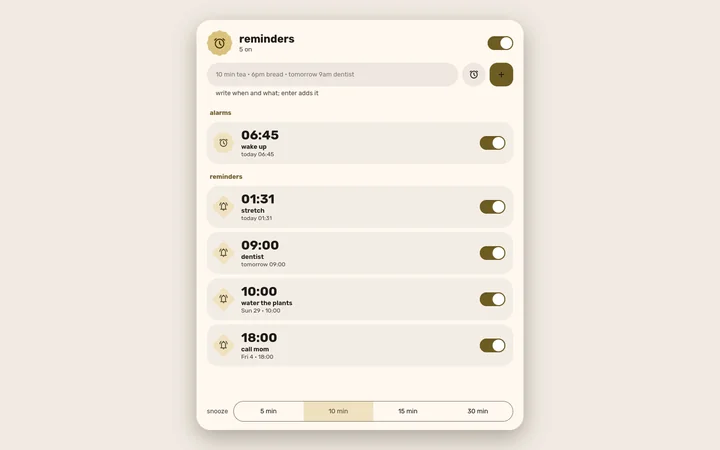 reminders
5 on
10 min tea • 6pm bread • tomorrow 9am dentist
+
write when and what; enter adds it
alarms
06:45
wake up
today 06:45
reminders
01:31
stretch
today 01:31
09:00
dentist
tomorrow 09:00
10:00
water the plants
Sun 29 • 10:00
18:00
call mom
Fri 4 • 18:00
snooze 5 min 10 min 15 min 30 min